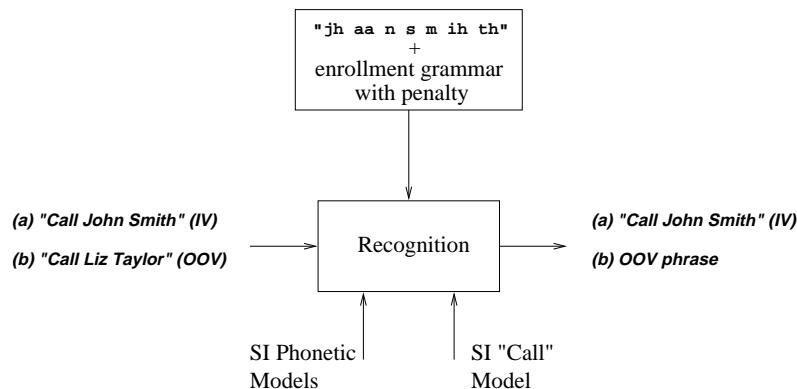 "jh aa n s m ih th"
+
enrollment grammar
with penalty
(a) "Call John Smith" (IV)
(b) "Call Liz Taylor" (OOV)
Recognition
(a) "Call John Smith" (IV)
(b) OOV phrase
SI Phonetic
Models
SI "Call"
Model